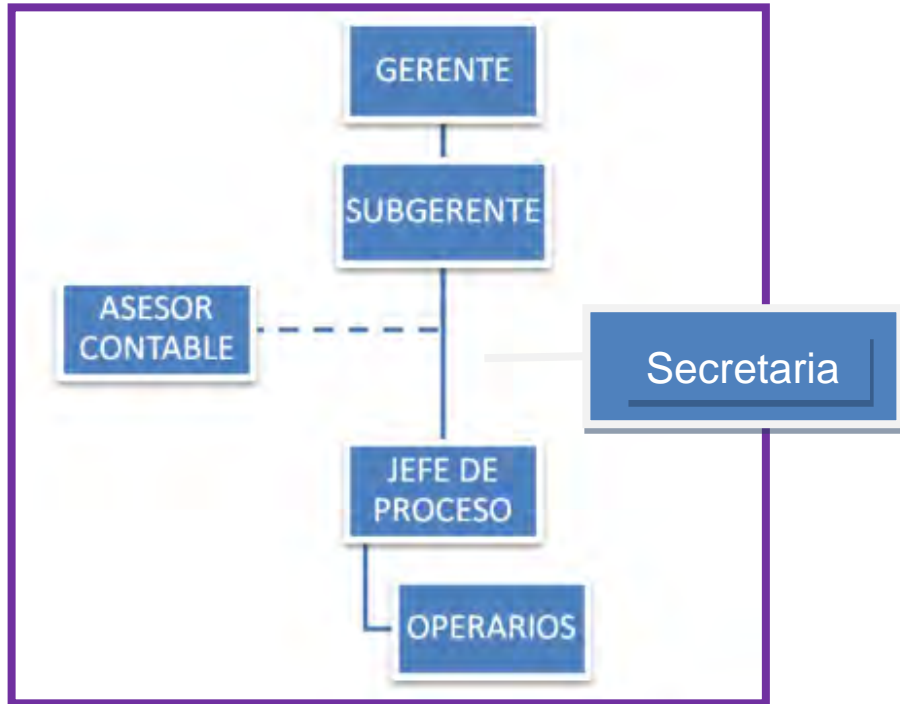 GERENTE
SUBGERENTE
ASESOR
CONTABLE
Secretaria
JEFE DE
PROCESO
OPERARIOS